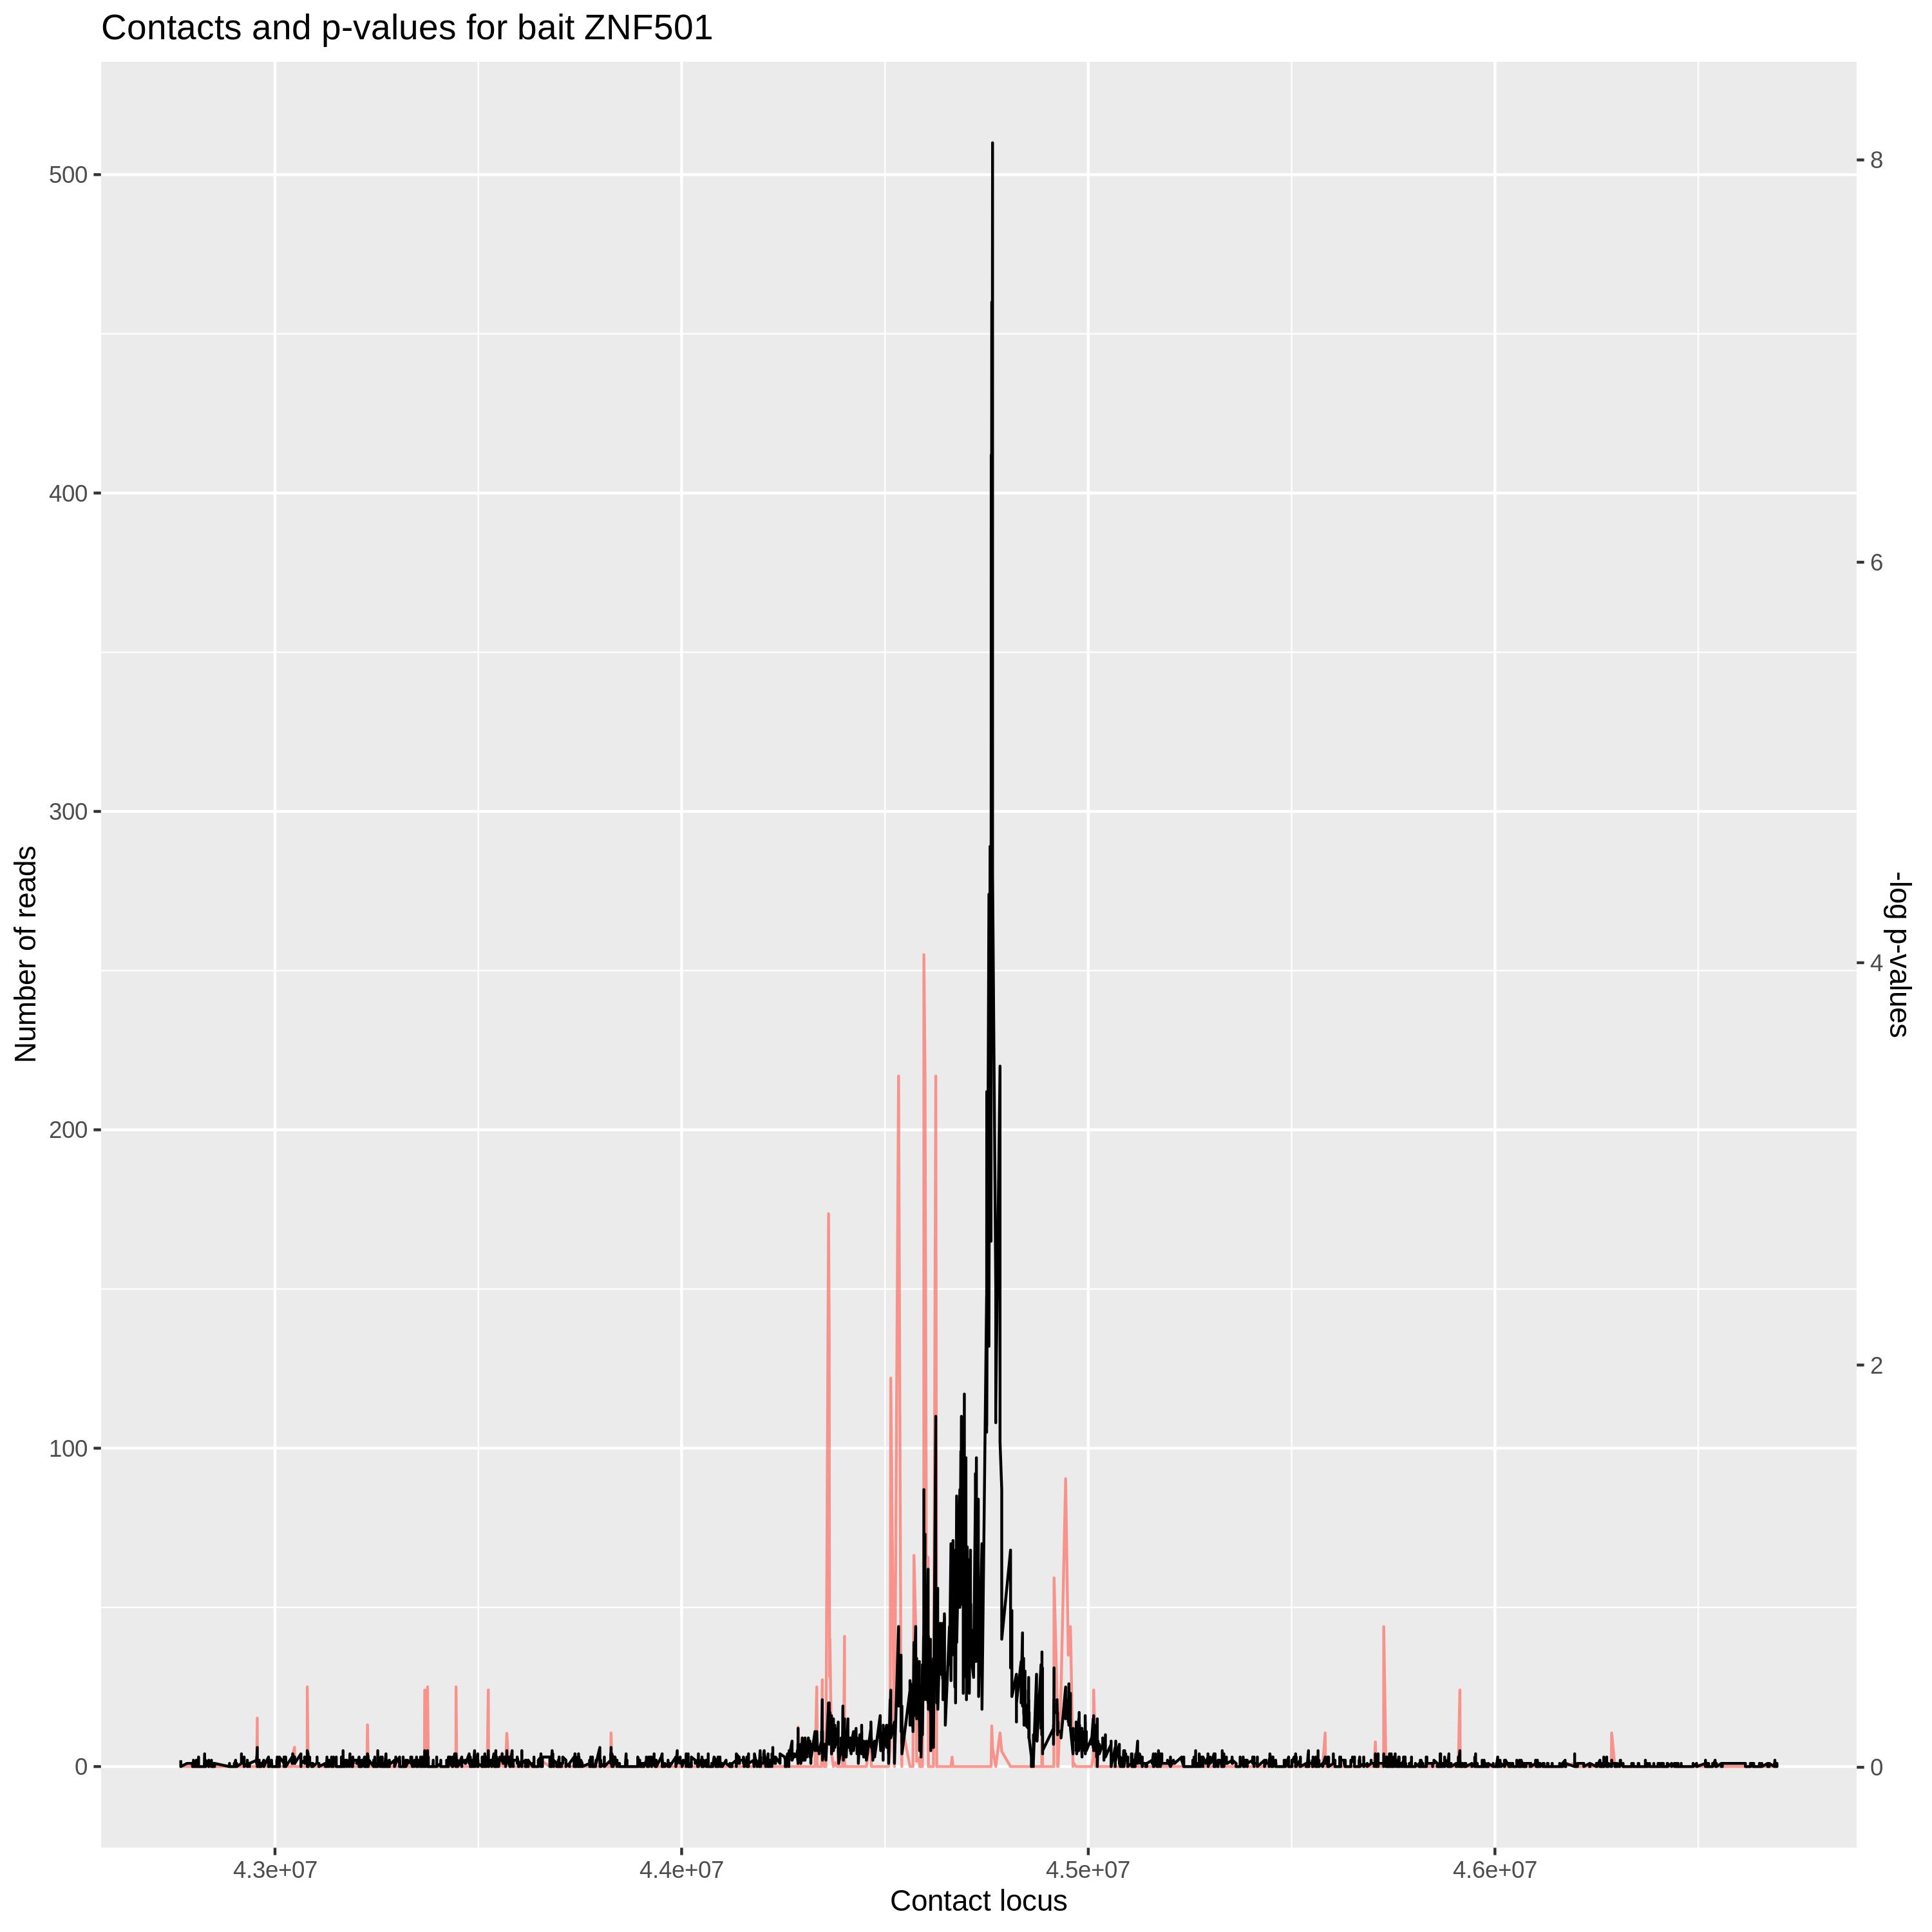 Contacts and p-values for bait ZNF501
Number of reads
500
400
300
200
100
0
8
6
4
2
0
-log p-values
4.3e+07
4.4e+07
4.5e+07
4.6e+07
Contact locus